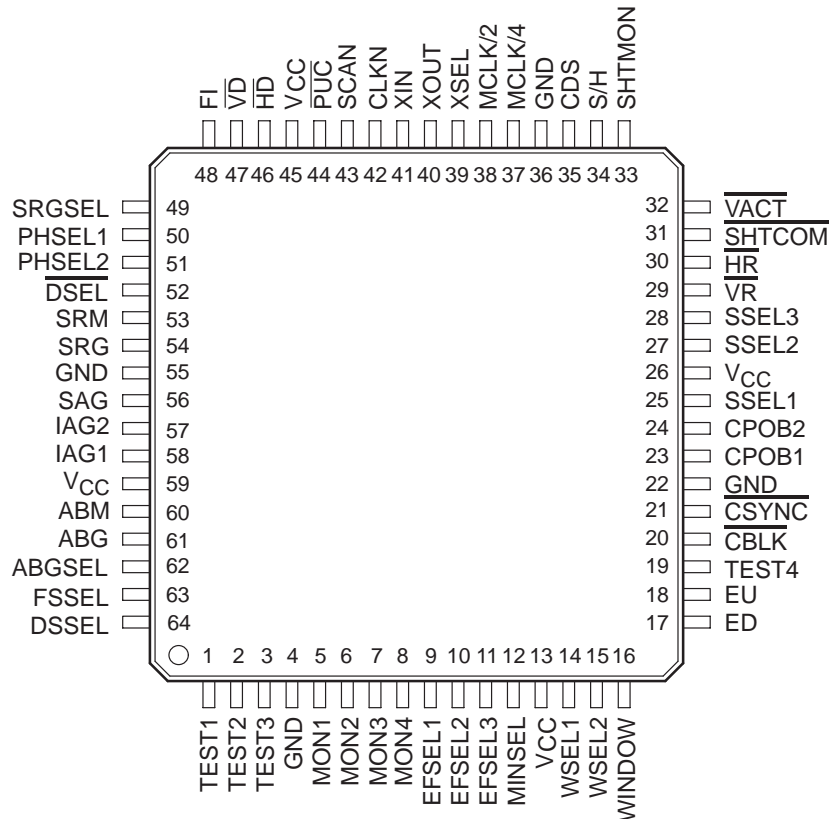 FI
VD
HD
VCC
PUC
SCAN
CLKN
XIN
XOUT
XSEL
MCLK/2
MCLK/4
GND
CDS
S/H
SHTMON
48 47 46 45 44 43 42 41 40 39 38 37 36 35 34 33
SRGSEL 49
PHSEL1 50
PHSEL2 51
DSEL 52
SRM 53
SRG 54
GND 55
SAG 56
IAG2 57
IAG1 58
VCC 59
ABM 60
ABG 61
ABGSEL 62
FSSEL 63
DSSEL 64
32 VACT
31 SHTCOM
30 HR
29 VR
28 SSEL3
27 SSEL2
26 VCC
25 SSEL1
24 CPOB2
23 CPOB1
22 GND
21 CSYNC
20 CBLK
19 TEST4
18 EU
17 ED
1 2 3 4 5 6 7 8 9 10 11 12 13 14 15 16
TEST1
TEST2
TEST3
GND
MON1
MON2
MON3
MON4
EFSEL1
EFSEL2
EFSEL3
MINSEL
VCC
WSEL1
WSEL2
WINDOW